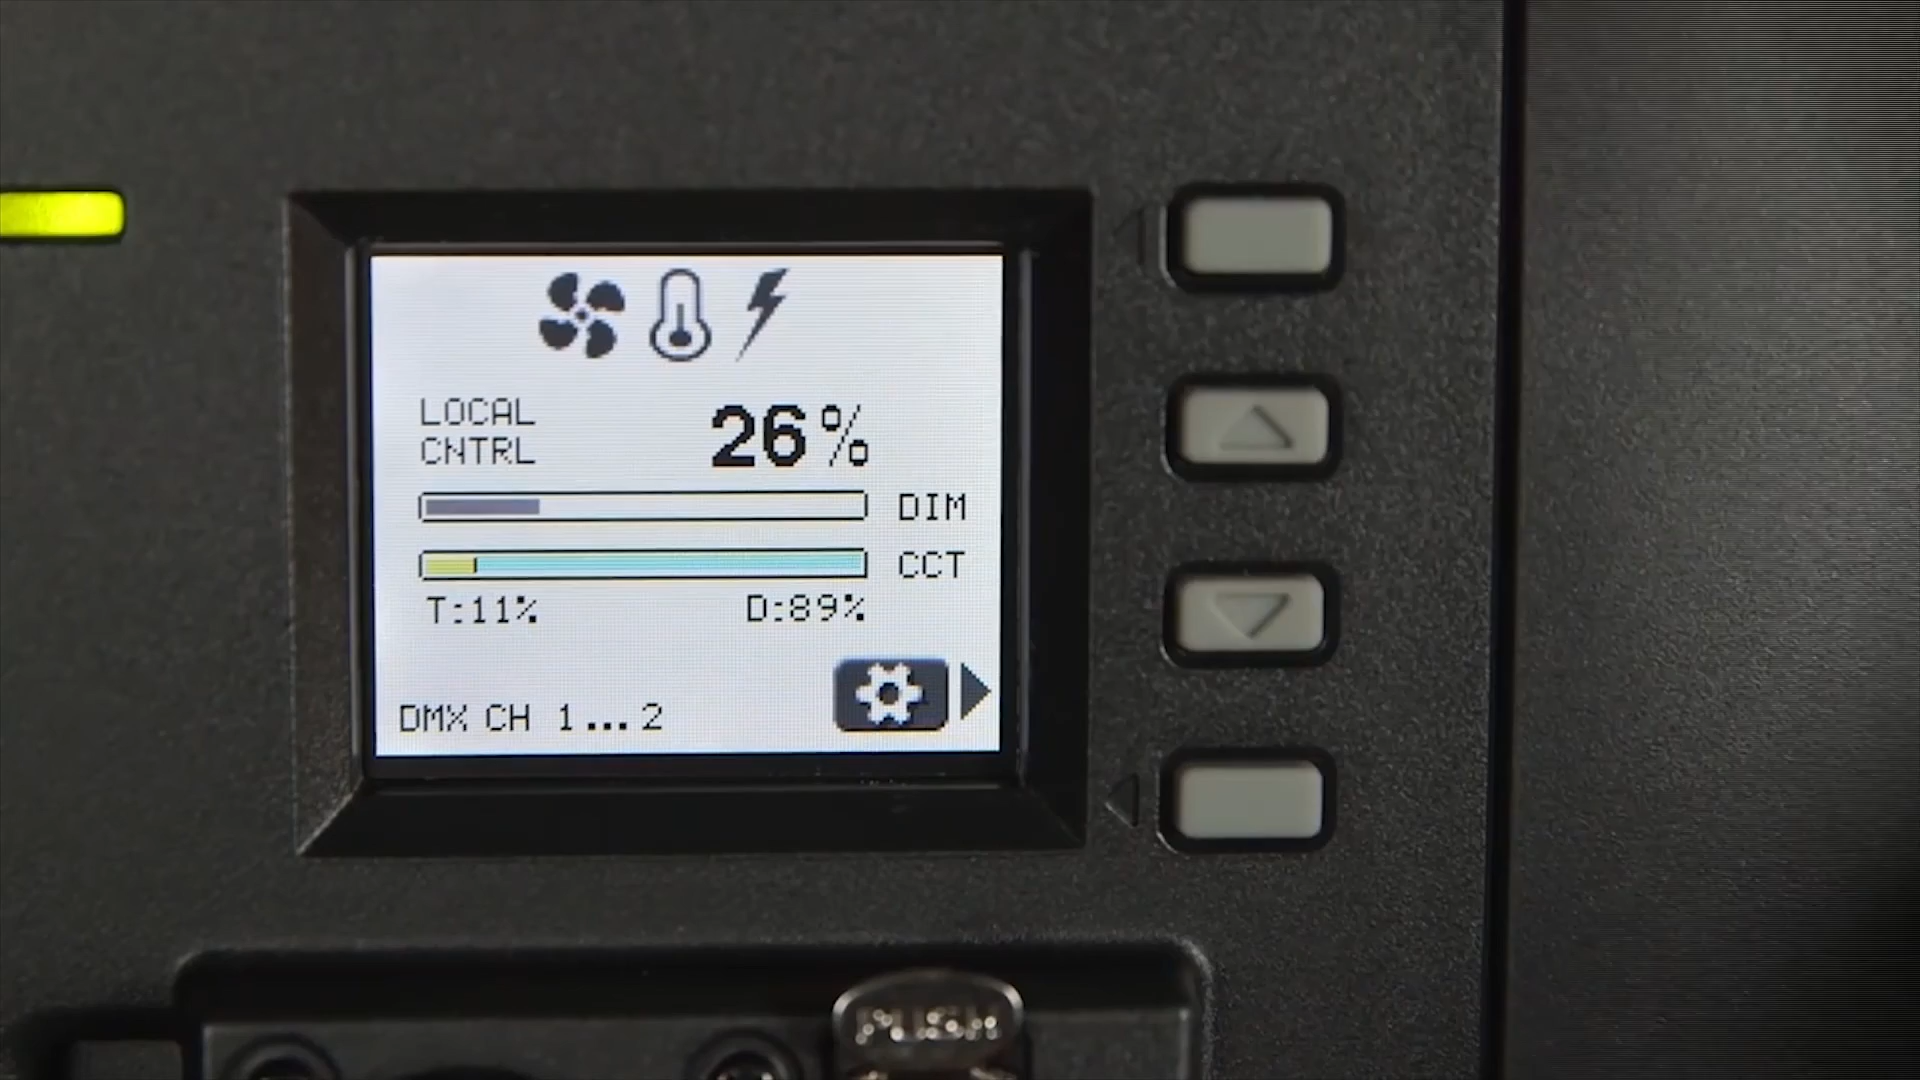 LOCAL
CNTRL
26%
DIM
CCT
T:11%
D:89%
DMX CH 1...2
PUSH